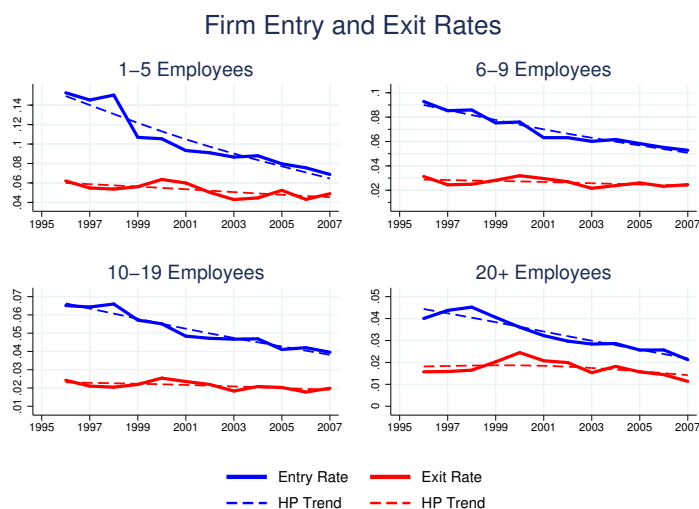 Firm Entry and Exit Rates
1−5 Employees
.04 .06 .08 .1 .12 .14
1995 1997 1999 2001 2003 2005 2007
6−9 Employees
.02 .04 .06 .08 .1
1995 1997 1999 2001 2003 2005 2007
10−19 Employees
.01 .02 .03 .04 .05 .06 .07
1995 1997 1999 2001 2003 2005 2007
20+ Employees
0 .01 .02 .03 .04 .05
1995 1997 1999 2001 2003 2005 2007
Entry Rate Exit Rate
HP Trend HP Trend